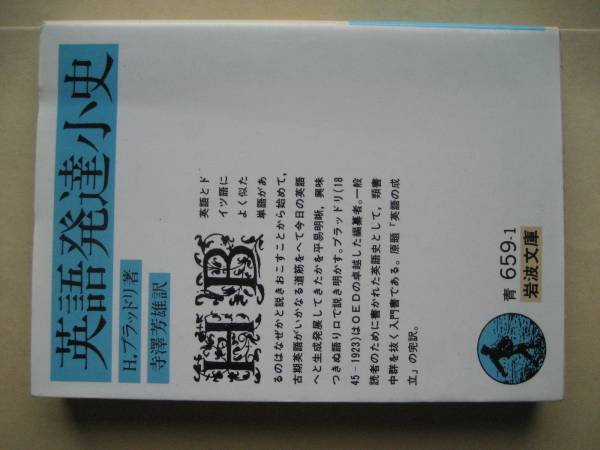 英語発達小史
H.ブラッドリ著
寺澤芳雄訳
HB
英語とド
イツ語に
よく似た
単語があ
るのはなぜかと説きおこすことから始めて,
古期英語がいかなる道筋をへて今日の英語
へと生成発展してきたかを平易明晰, 興味
つきぬ語り口で説き明かす。ブラッドリ(18
45-1923)はOEDの卓越した編纂者。一般
読者のために書かれた英語史として, 類書
中群を抜く入門書である。原題『英語の成
立』の完訳。
青 659-1
岩波文庫